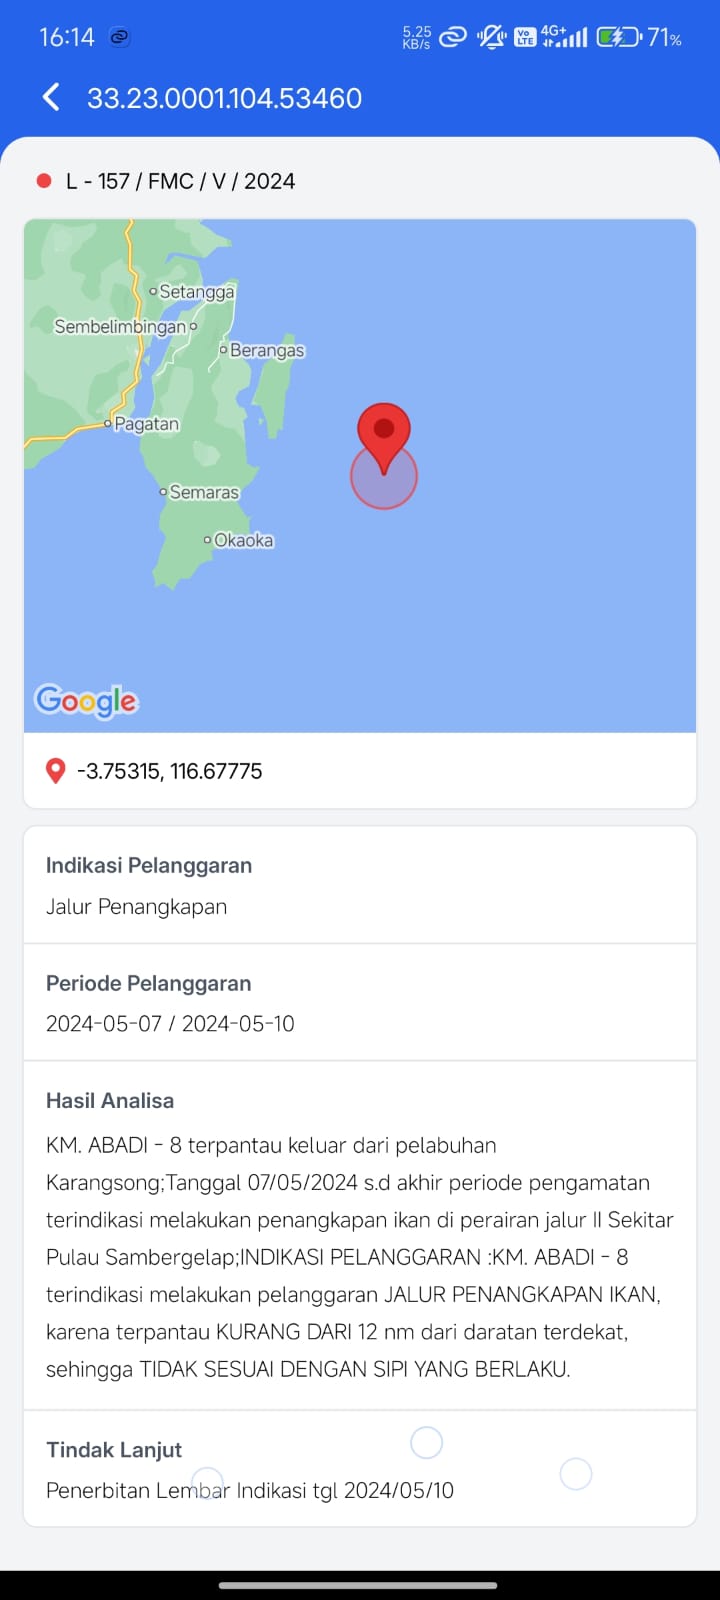 16:14
5.25 KB/s
Vo LTE
4G+
71%
33.23.0001.104.53460
L - 157 / FMC / V / 2024
Setangga
Sembelimbingan
Berangas
Pagatan
Semaras
Okaoka
Google
-3.75315, 116.67775
Indikasi Pelanggaran
Jalur Penangkapan
Periode Pelanggaran
2024-05-07 / 2024-05-10
Hasil Analisa
KM. ABADI - 8 terpantau keluar dari pelabuhan
Karangsong;Tanggal 07/05/2024 s.d akhir periode pengamatan
terindikasi melakukan penangkapan ikan di perairan jalur II Sekitar
Pulau Sambergelap;INDIKASI PELANGGARAN :KM. ABADI - 8
terindikasi melakukan pelanggaran JALUR PENANGKAPAN IKAN,
karena terpantau KURANG DARI 12 nm dari daratan terdekat,
sehingga TIDAK SESUAI DENGAN SIPI YANG BERLAKU.
Tindak Lanjut
Penerbitan Lembar Indikasi tgl 2024/05/10